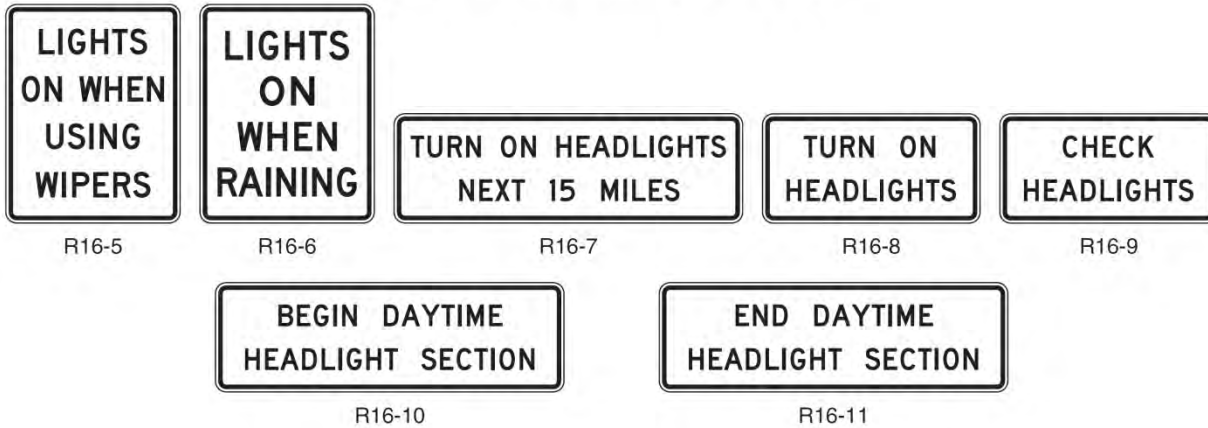 LIGHTS
ON WHEN
USING
WIPERS
R16-5
LIGHTS
ON
WHEN
RAINING
R16-6
TURN ON HEADLIGHTS
NEXT 15 MILES
R16-7
TURN ON
HEADLIGHTS
R16-8
CHECK
HEADLIGHTS
R16-9
BEGIN DAYTIME
HEADLIGHT SECTION
R16-10
END DAYTIME
HEADLIGHT SECTION
R16-11